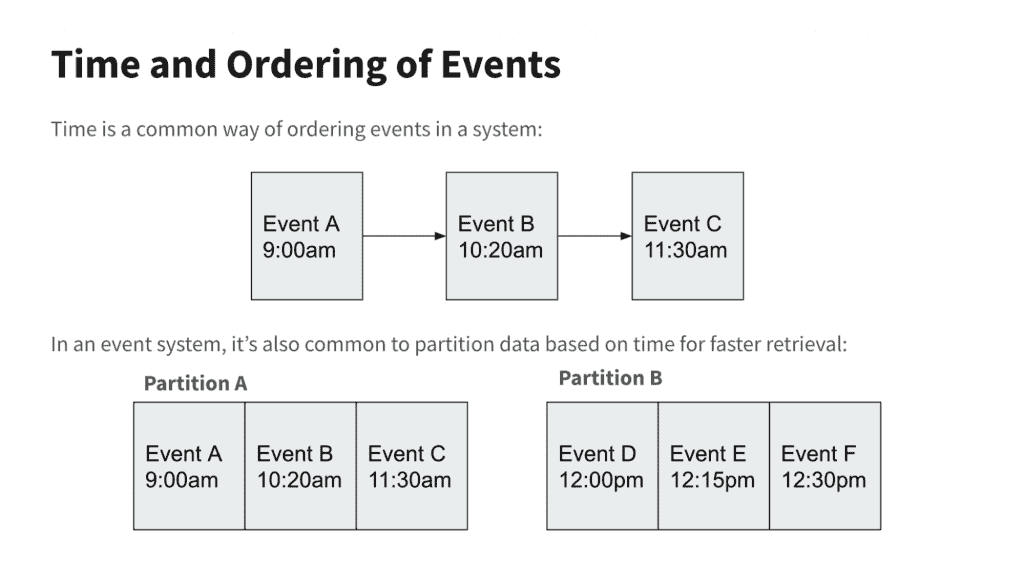 Time and Ordering of Events
Time is a common way of ordering events in a system:
Event A
9:00am
Event B
10:20am
Event C
11:30am
In an event system, it's also common to partition data based on time for faster retrieval:
Partition A
Event A
9:00am
Event B
10:20am
Event C
11:30am
Partition B
Event D
12:00pm
Event E
12:15pm
Event F
12:30pm